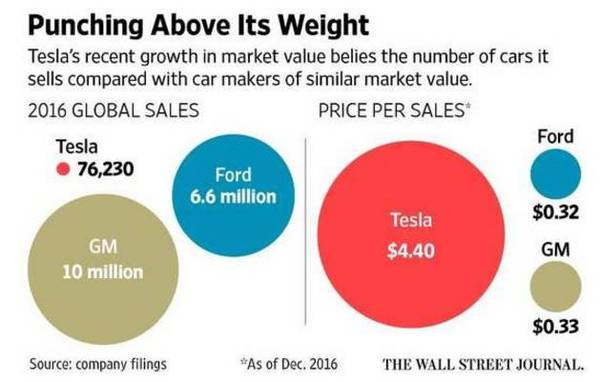 Punching Above Its Weight
Tesla's recent growth in market value belies the number of cars it
sells compared with car makers of similar market value.
2016 GLOBAL SALES
Tesla
76,230
Ford
6.6 million
GM
10 million
PRICE PER SALES*
Tesla
$4.40
Ford
$0.32
GM
$0.33
Source: company filings
*As of Dec. 2016
THE WALL STREET JOURNAL.